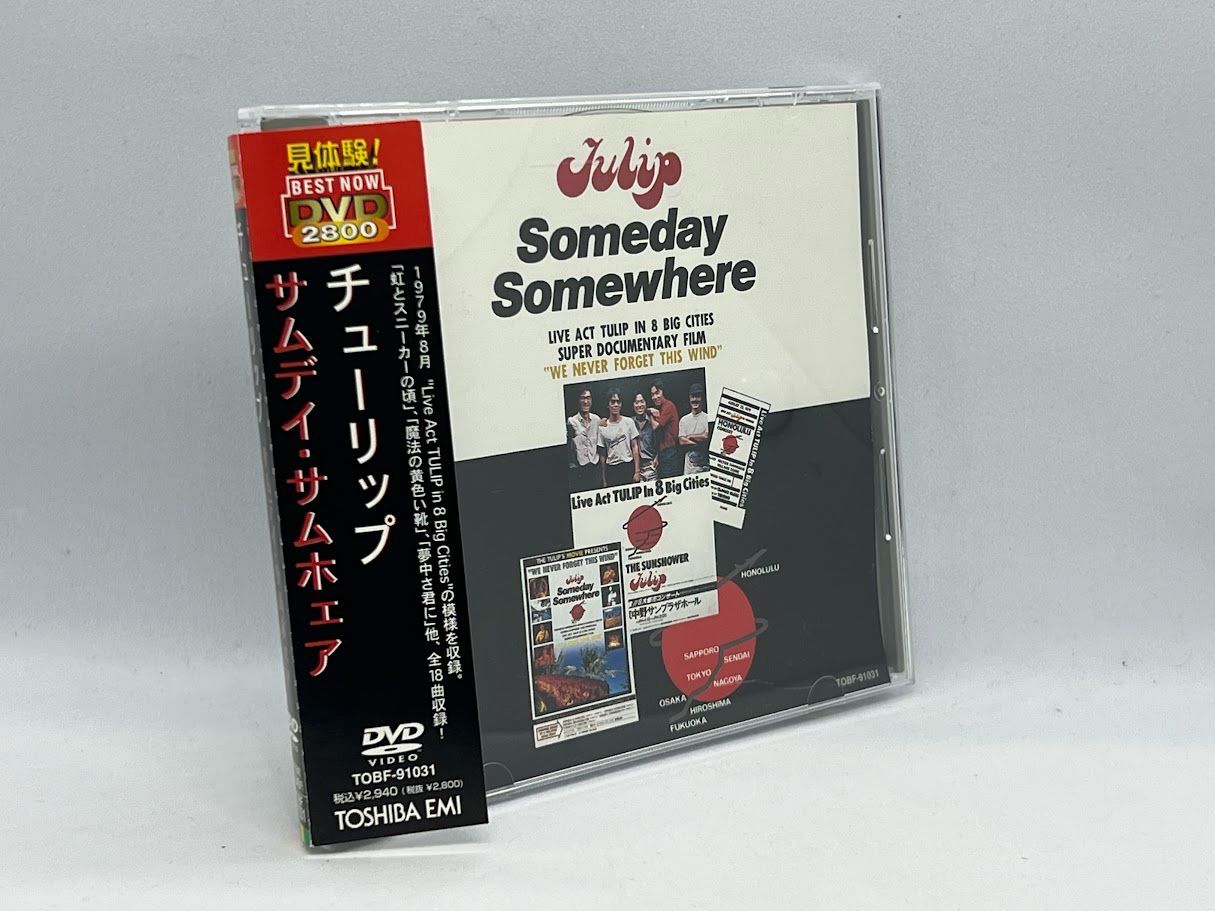 見体験!
BEST NOW
DVD
2800
1979年8月 "Live Act TULIP in 8 Big Cities"の模様を収録。
「虹とスニーカーの頃」、「魔法の黄色い靴」、「夢中さ君に」他、全18曲収録!
チューリップ
サムデイ・サムホエア
DVD
VIDEO
TOBF-91031
税込¥2,940 (税抜 ¥2,800)
TOSHIBA EMI
Tulip
Someday
Somewhere
LIVE ACT TULIP IN 8 BIG CITIES
SUPER DOCUMENTARY FILM
"WE NEVER FORGET THIS WIND"
Live Act TULIP In 8 Big Cities
THE SUNSHOWER
Tulip
中野サンプラザホール
HONOLULU
Live Act TULIP In 8 Big Cities
THE TULIP'S MOVIE PRESENTS
"WE NEVER FORGET THIS WIND"
Tulip
Someday
Somewhere
HONOLULU
SAPPORO
SENDAI
TOKYO
NAGOYA
OSAKA
HIROSHIMA
FUKUOKA
TOBF-91031